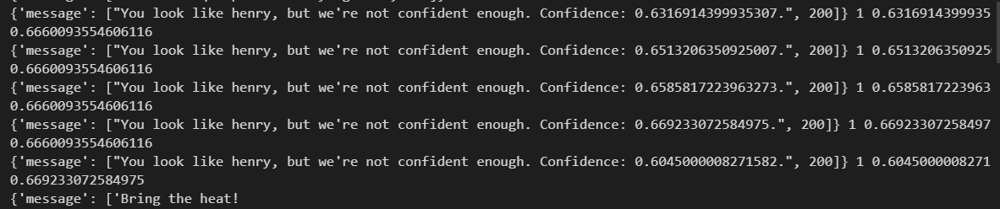 {'message': ["You look like henry, but we're not confident enough. Confidence: 0.6316914399935307.", 200]} 1 0.6316914399935
0.6660093554606116
{'message': ["You look like henry, but we're not confident enough. Confidence: 0.6513206350925007.", 200]} 1 0.651320635092500
0.6660093554606116
{'message': ["You look like henry, but we're not confident enough. Confidence: 0.6585817223963273.", 200]} 1 0.6585817223963
0.6660093554606116
{'message': ["You look like henry, but we're not confident enough. Confidence: 0.669233072584975.", 200]} 1 0.66923307258497
0.6660093554606116
{'message': ["You look like henry, but we're not confident enough. Confidence: 0.6045000008271582.", 200]} 1 0.6045000008271
0.669233072584975
{'message': ['Bring the heat!